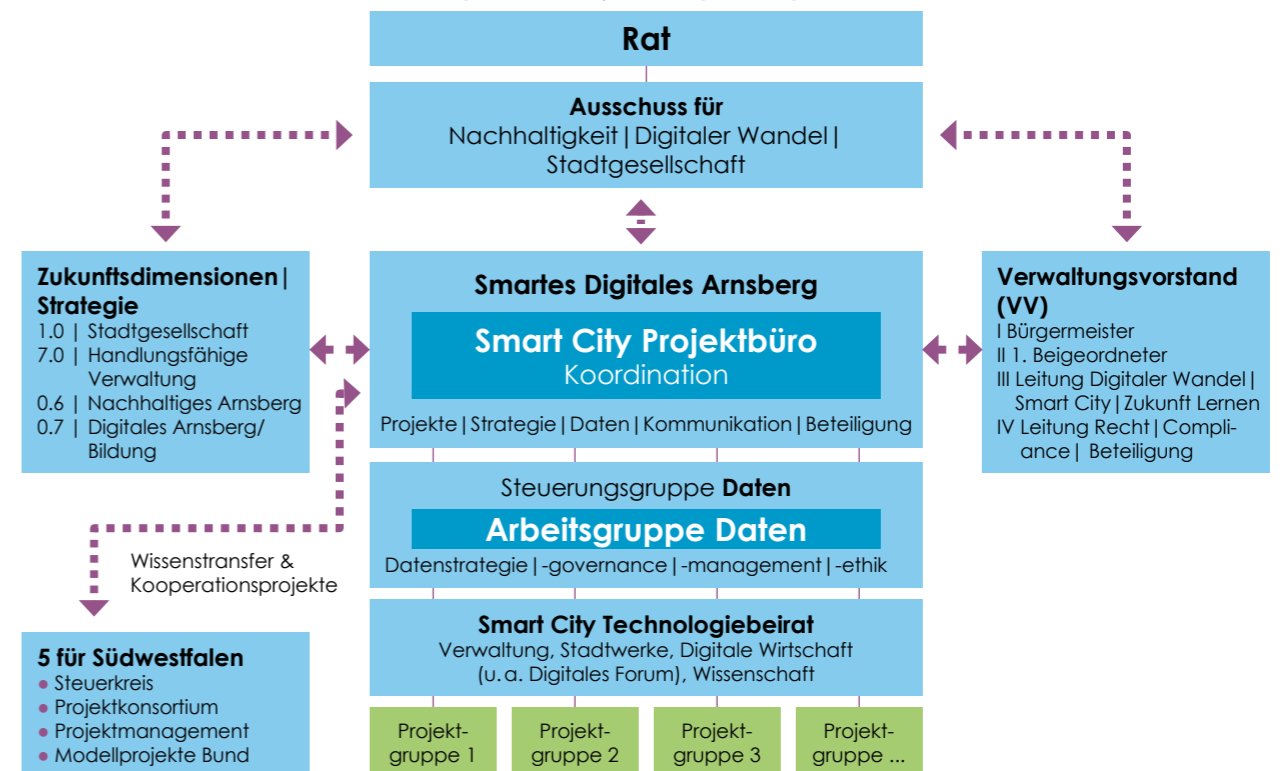 Rat
Ausschuss für
Nachhaltigkeit | Digitaler Wandel |
Stadtgesellschaft
Zukunftsdimensionen |
Strategie
1.0 | Stadtgesellschaft
7.0 | Handlungsfähige
Verwaltung
0.6 | Nachhaltiges Arnsberg
0.7 | Digitales Arnsberg/
Bildung
Smartes Digitales Arnsberg
Smart City Projektbüro
Koordination
Projekte | Strategie | Daten | Kommunikation | Beteiligung
Verwaltungsvorstand
(VV)
I Bürgermeister
II 1. Beigeordneter
III Leitung Digitaler Wandel |
Smart City | Zukunft Lernen
IV Leitung Recht | Compli-
ance | Beteiligung
Steuerungsgruppe Daten
Arbeitsgruppe Daten
Datenstrategie | -governance | -management | -ethik
Wissenstransfer &
Kooperationsprojekte
Smart City Technologiebeirat
Verwaltung, Stadtwerke, Digitale Wirtschaft
(u. a. Digitales Forum), Wissenschaft
5 für Südwestfalen
• Steuerkreis
• Projektkonsortium
• Projektmanagement
• Modellprojekte Bund
Projekt-
gruppe 1
Projekt-
gruppe 2
Projekt-
gruppe 3
Projekt-
gruppe ...